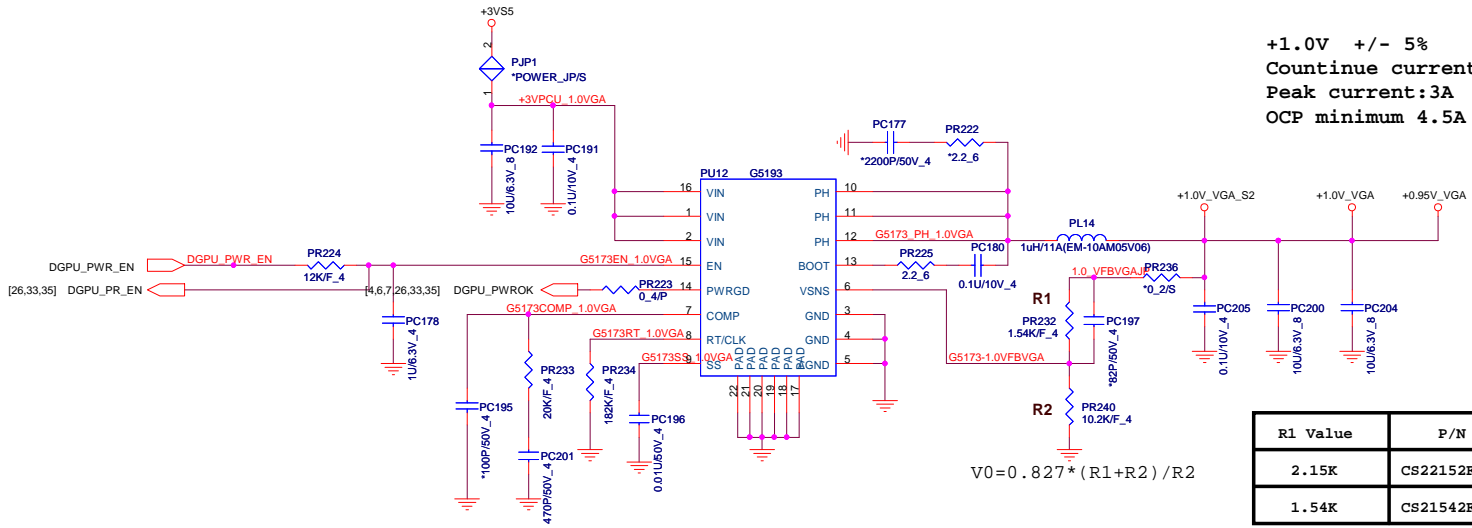 +3VS5
2
PJP1
*POWER_JP/S
1
+3VPCU_1.0VGA
PC192
10U/6.3V_8
PC191
0.1U/10V_4
+1.0V +/- 5%
Countinue current
Peak current:3A
OCP minimum 4.5A
PC177
*2200P/50V_4
PR222
*2.2_6
PU12 G5193
16 VIN
1 VIN
2 VIN
15 EN
14 PWRGD
7 COMP
8 RT/CLK
9 SS
PH 10
PH 11
PH 12
BOOT 13
VSNS 6
GND 3
GND 4
AGND 5
PAD PAD PAD PAD PAD PAD
22 21 20 19 18 17
G5173_PH_1.0VGA
PL14
1uH/11A(EM-10AM05V06)
+1.0V_VGA_S2
+1.0V_VGA
+0.95V_VGA
PR225
2.2_6
PC180
0.1U/10V_4
DGPU_PWR_EN
DGPU_PWR_EN
PR224
12K/F_4
G5173EN_1.0VGA
[26,33,35] DGPU_PR_EN
[4,6,7,26,33,35] DGPU_PWROK
PR223
0_4/P
PC178
1U/6.3V_4
G5173COMP_1.0VGA
G5173RT_1.0VGA
G5173SS_1.0VGA
PR233
20K/F_4
PR234
182K/F_4
PC195
*100P/50V_4
PC201
470P/50V_4
PC196
0.01U/50V_4
1.0_VFBVGAJP
PR236
*0_2/S
R1
PR232
1.54K/F_4
PC197
*82P/50V_4
G5173-1.0VFBVGA
R2
PR240
10.2K/F_4
PC205
0.1U/10V_4
PC200
10U/6.3V_8
PC204
10U/6.3V_8
V0=0.827*(R1+R2)/R2
R1 Value P/N
2.15K
1.54K